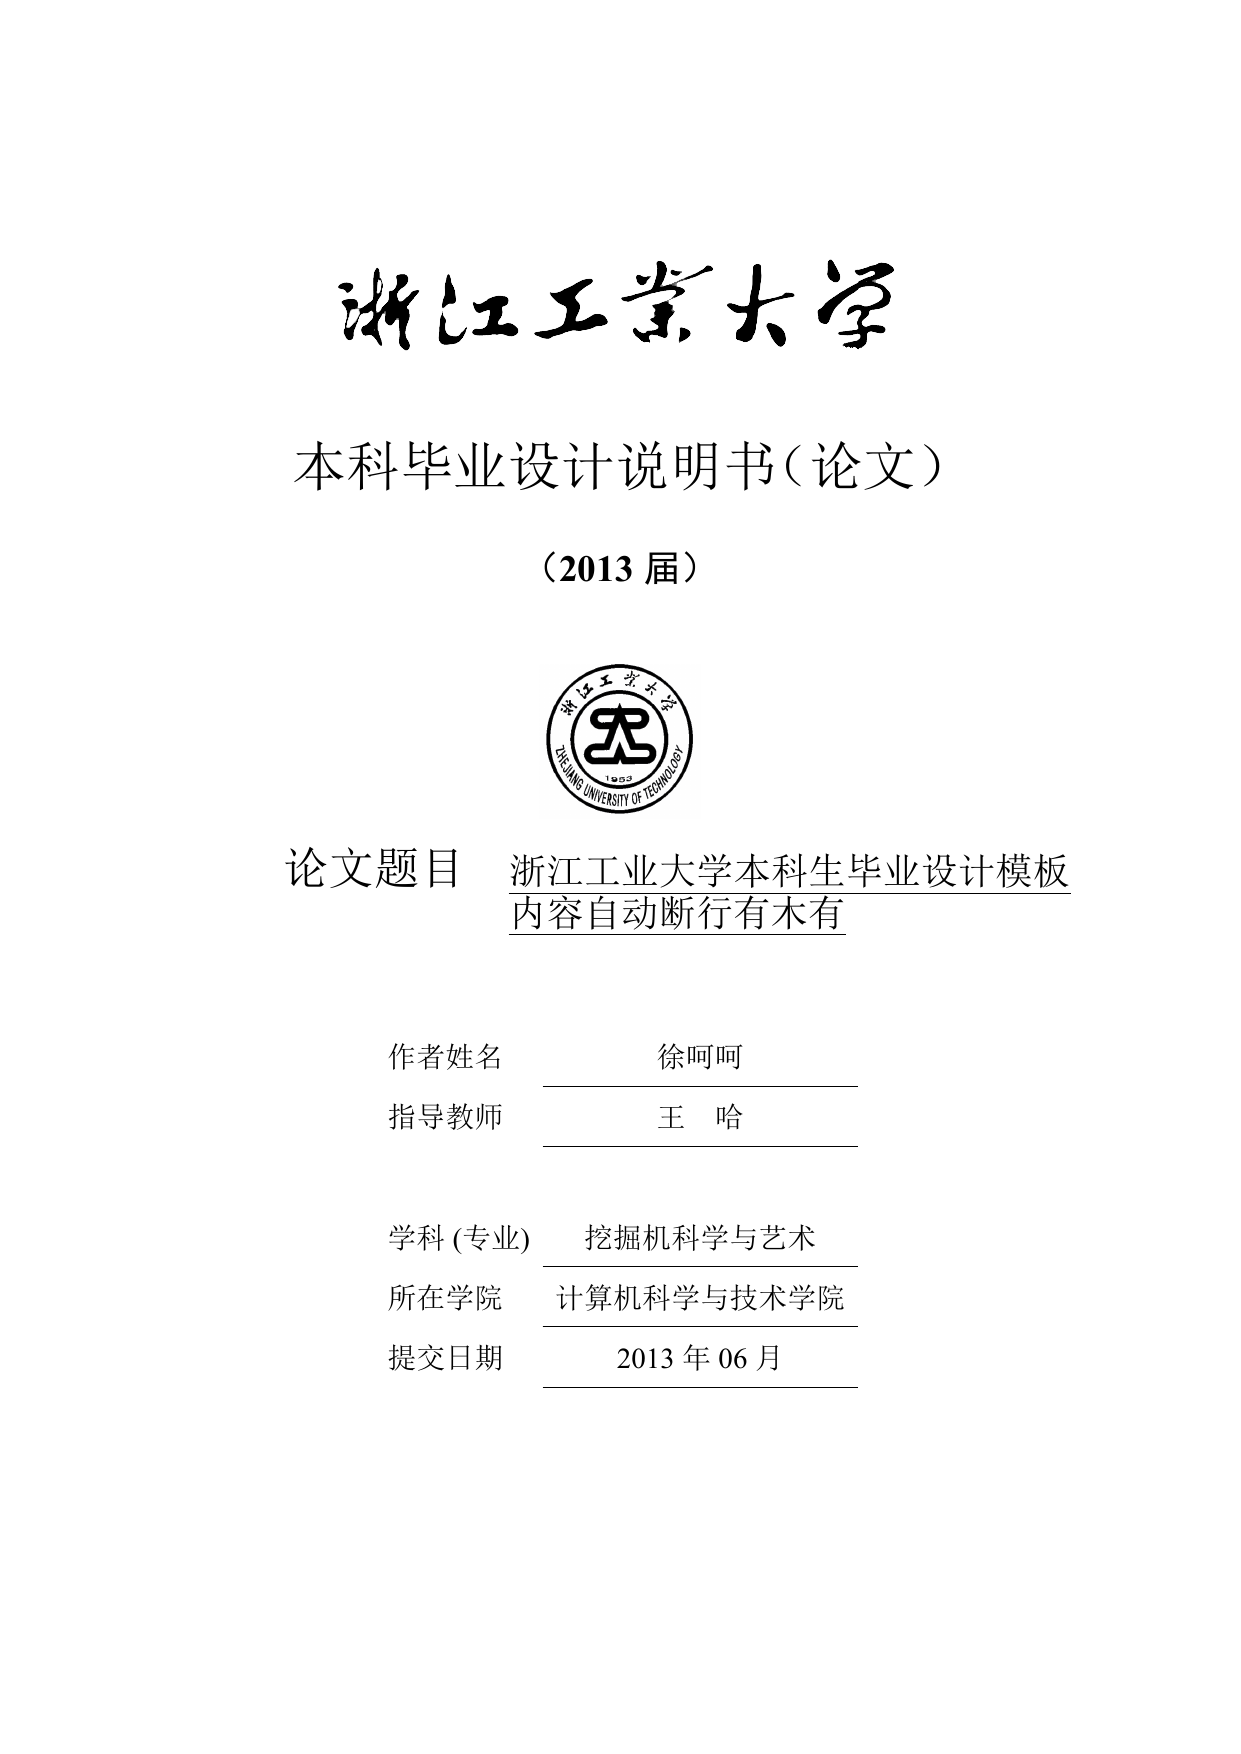 浙江工業大学
本科毕业设计说明书（论文）
（2013 届）
浙江工業大学
1953
ZHEJIANG UNIVERSITY OF TECHNOLOGY
论文题目 浙江工业大学本科生毕业设计模板
内容自动断行有木有
作者姓名 徐呵呵
指导教师 王 哈
学科 (专业) 挖掘机科学与艺术
所在学院 计算机科学与技术学院
提交日期 2013 年 06 月